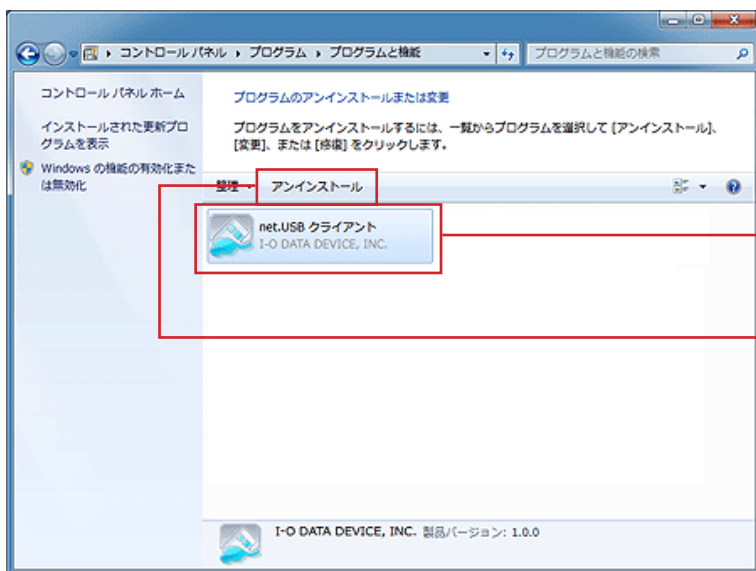 コントロール パネル ▸ プログラム ▸ プログラムと機能
プログラムと機能の検索
コントロール パネル ホーム
インストールされた更新プロ
グラムを表示
Windows の機能の有効化また
は無効化
プログラムのアンインストールまたは変更
プログラムをアンインストールするには、一覧からプログラムを選択して [アンインストール]、
[変更]、または [修復] をクリックします。
整理 アンインストール
net.USB クライアント
I-O DATA DEVICE, INC.
I-O DATA DEVICE, INC. 製品バージョン: 1.0.0